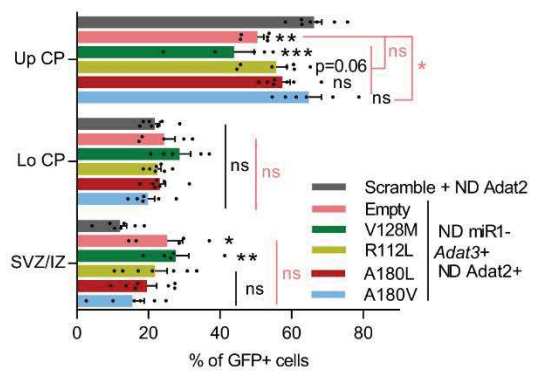 Up CP
**
***
p=0.06
ns
ns
ns
*
Lo CP
ns
ns
SVZ/IZ
*
**
ns
ns
Scramble + ND Adat2
Empty
V128M
R112L
A180L
A180V
ND miR1-
Adat3+
ND Adat2+
0 20 40 60 80
% of GFP+ cells